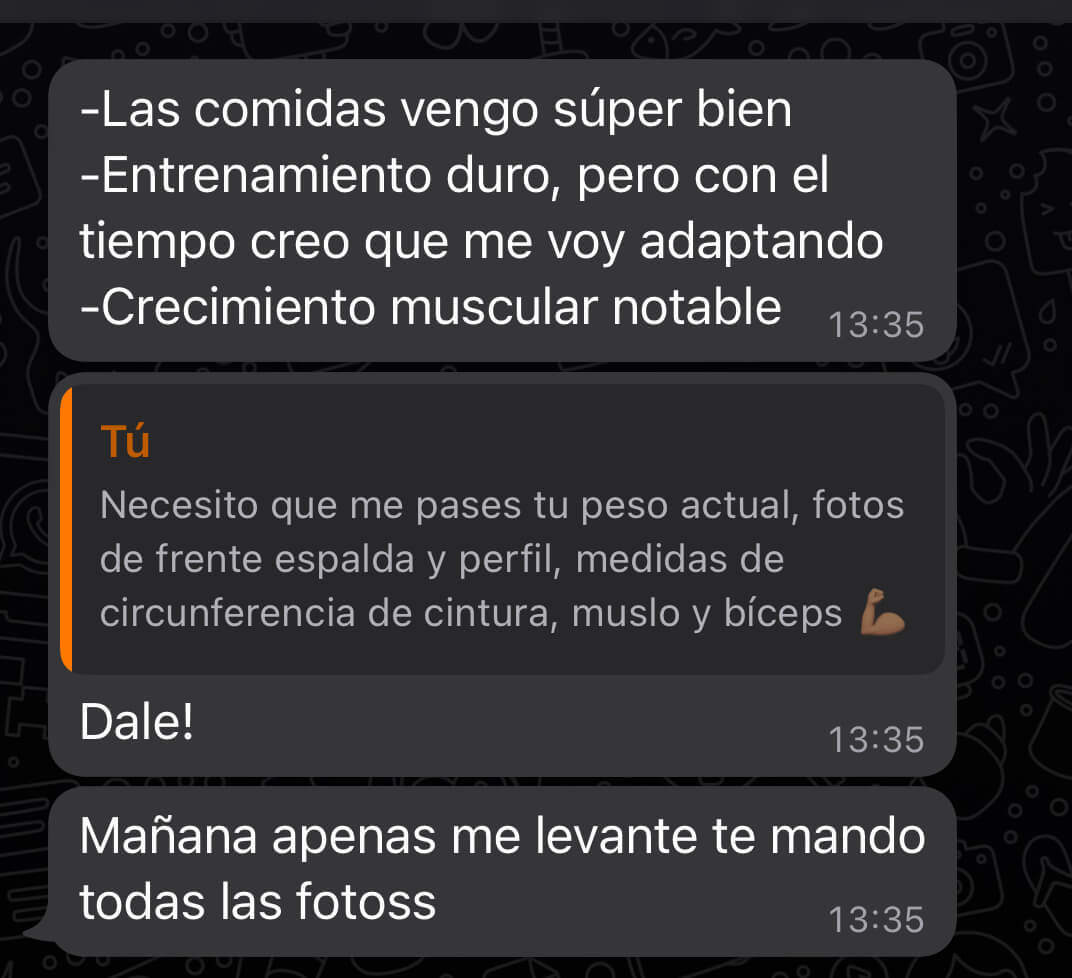 -Las comidas vengo súper bien
-Entrenamiento duro, pero con el
tiempo creo que me voy adaptando
-Crecimiento muscular notable
13:35
Tú
Necesito que me pases tu peso actual, fotos
de frente espalda y perfil, medidas de
circunferencia de cintura, muslo y bíceps 💪🏾
Dale!
13:35
Mañana apenas me levante te mando
todas las fotoss
13:35